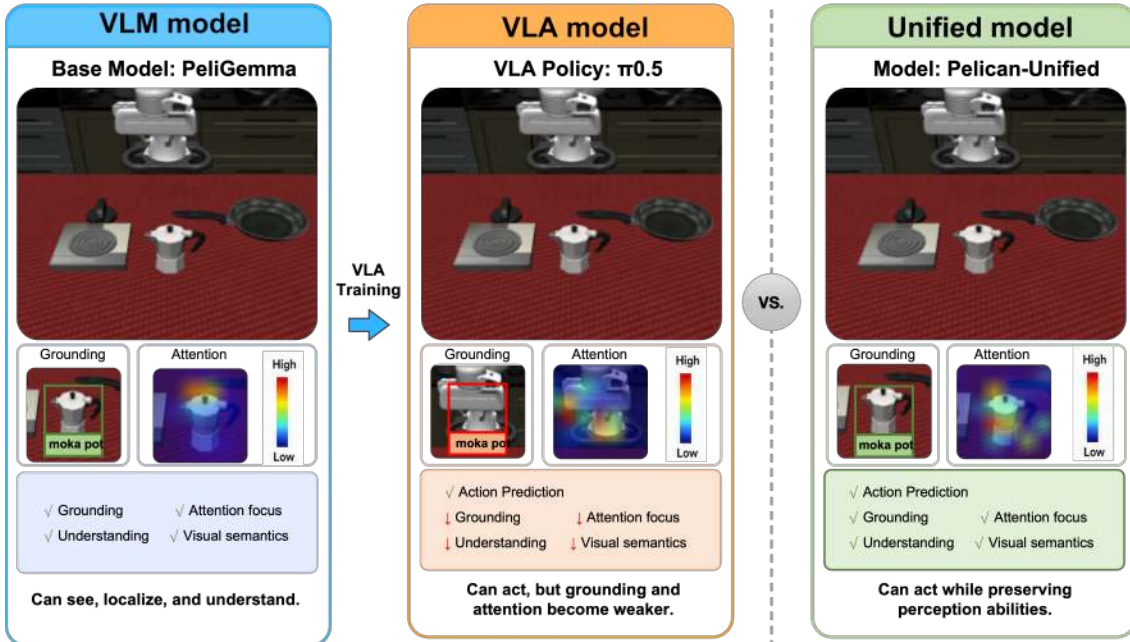 VLM model
Base Model: PeliGemma
Grounding
Attention
High
Low
moka pot
√ Grounding
√ Attention focus
√ Understanding
√ Visual semantics
Can see, localize, and understand.
VLA
Training
VLA model
VLA Policy: π0.5
Grounding
Attention
High
Low
moka pot
√ Action Prediction
↓ Grounding
↓ Attention focus
↓ Understanding
↓ Visual semantics
Can act, but grounding and
attention become weaker.
VS.
Unified model
Model: Pelican-Unified
Grounding
Attention
High
Low
moka pot
√ Action Prediction
√ Grounding
√ Attention focus
√ Understanding
√ Visual semantics
Can act while preserving
perception abilities.